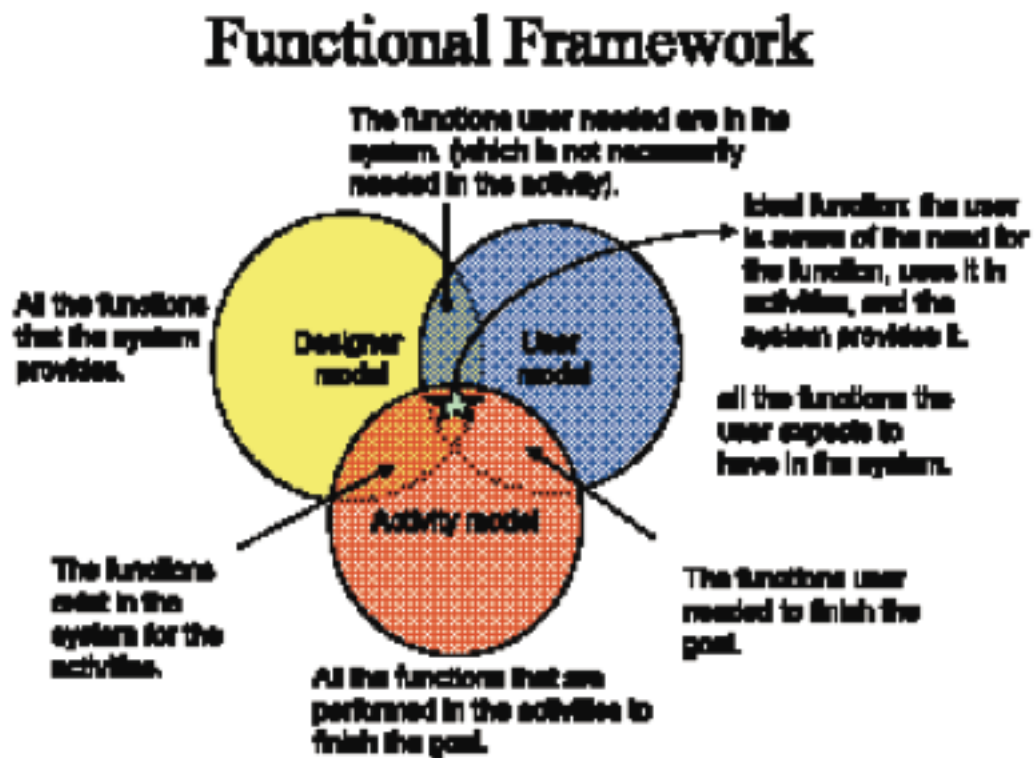 Functional Framework
The functions user needed are in the
system. (which is not necessarily
needed in the activity).
Ideal function: the user
is aware of the need for
the function, uses it in
activities, and the
system provides it.
All the functions
that the system
provides.
Designer
model
User
model
all the functions the
user expects to
have in the system.
Activity model
The functions
exist in the
system for the
activities.
The functions user
needed to finish the
goal.
All the functions that are
performed in the activities to
finish the goal.